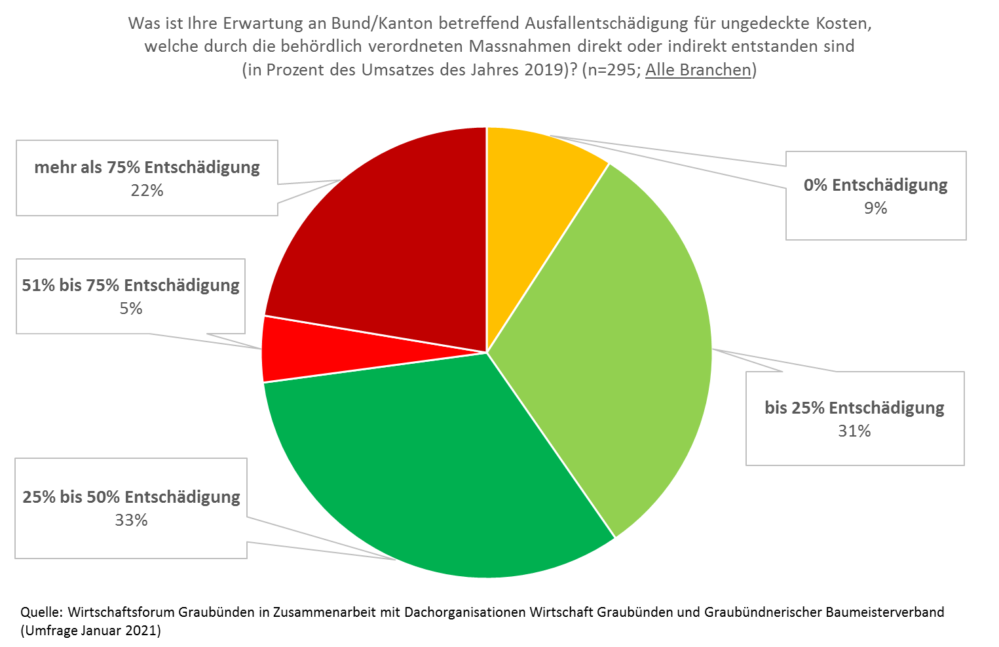 Was ist Ihre Erwartung an Bund/Kanton betreffend Ausfallentschädigung für ungedeckte Kosten,
welche durch die behördlich verordneten Massnahmen direkt oder indirekt entstanden sind
(in Prozent des Umsatzes des Jahres 2019)? (n=295; Alle Branchen)
mehr als 75% Entschädigung
22%
0% Entschädigung
9%
51% bis 75% Entschädigung
5%
bis 25% Entschädigung
31%
25% bis 50% Entschädigung
33%
Quelle: Wirtschaftsforum Graubünden in Zusammenarbeit mit Dachorganisationen Wirtschaft Graubünden und Graubündnerischer Baumeisterverband
(Umfrage Januar 2021)